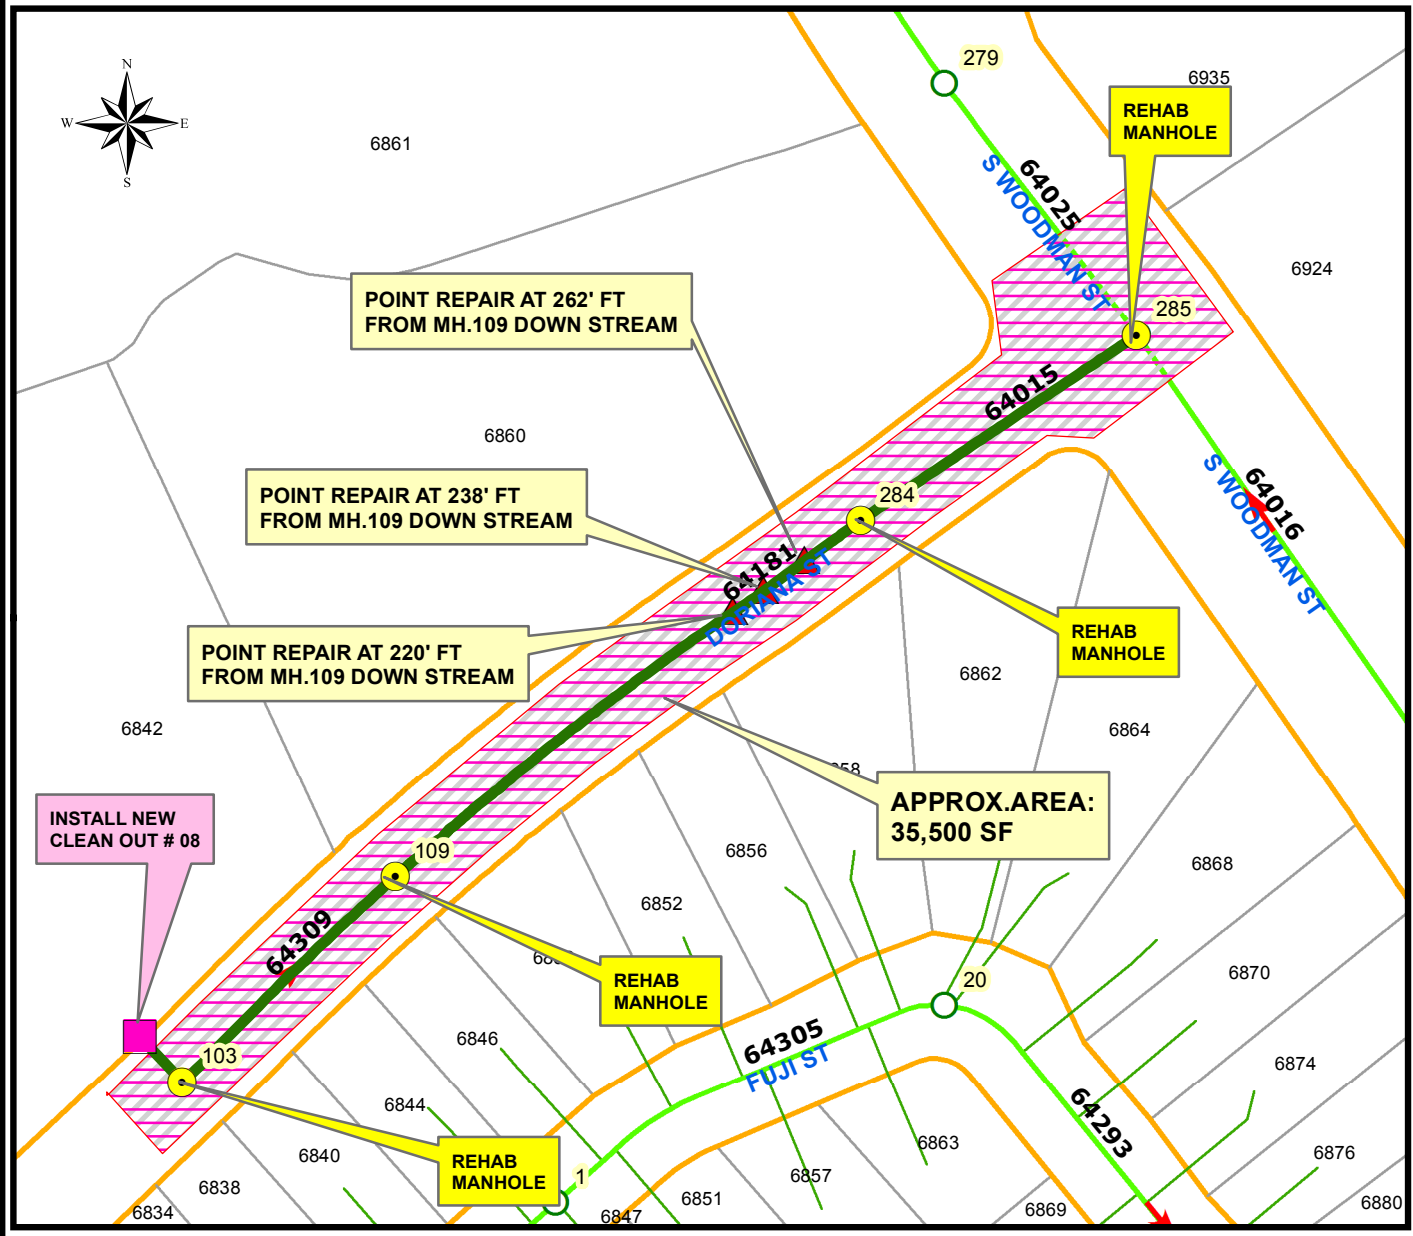 N
W
E
S
279
6935
REHAB
MANHOLE
6861
64025
S WOODMAN ST
6924
285
POINT REPAIR AT 262' FT
FROM MH.109 DOWN STREAM
64015
6860
POINT REPAIR AT 238' FT
FROM MH.109 DOWN STREAM
284
64016
S WOODMAN ST
64181
DORIANA ST
POINT REPAIR AT 220' FT
FROM MH.109 DOWN STREAM
REHAB
MANHOLE
6862
6842
6864
APPROX.AREA:
35,500 SF
INSTALL NEW
CLEAN OUT # 08
109
6856
6868
6852
64309
REHAB
MANHOLE
6870
20
64305
FUJI ST
6846
103
6874
6844
64293
REHAB
MANHOLE
6840
6863
6876
1
6838
6857
6851
6834
6847
6869
6880